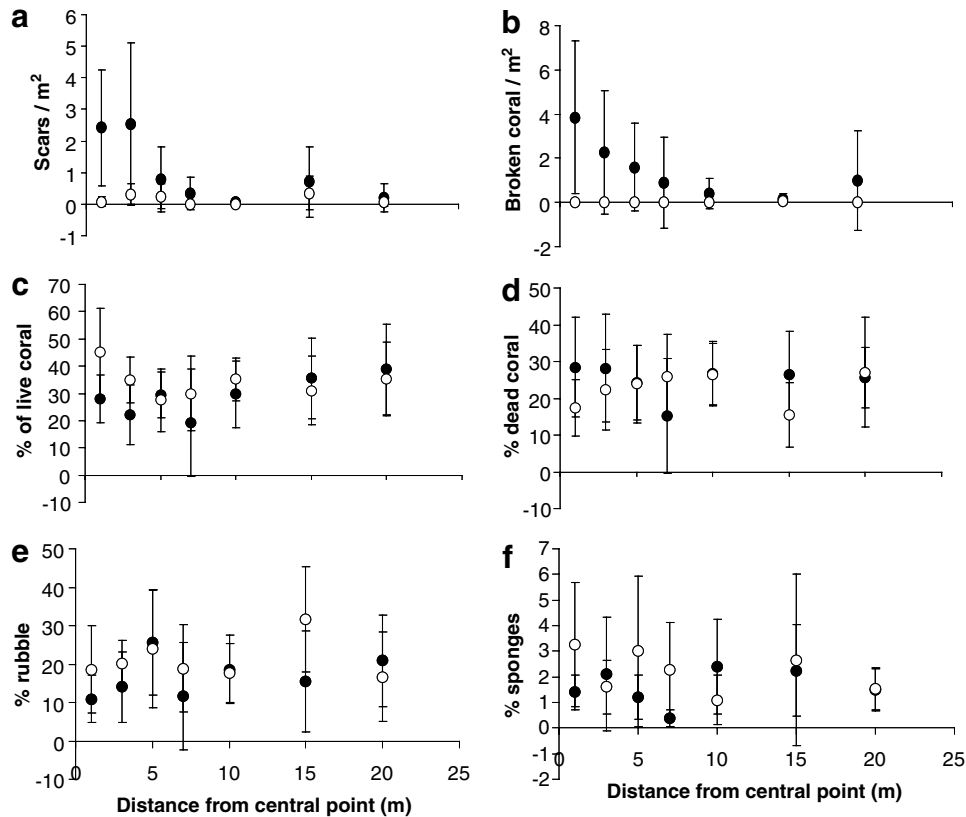 a
6
5
4
3
2
1
0
-1
Scars / m²
b
8
6
4
2
0
-2
Broken coral / m²
c
70
60
50
40
30
20
10
0
-10
% of live coral
d
50
40
30
20
10
0
-10
% dead coral
e
50
40
30
20
10
0
-10
% rubble
0 5 10 15 20 25
Distance from central point (m)
f
7
6
5
4
3
2
1
0
-1
-2
% sponges
0 5 10 15 20 25
Distance from central point (m)